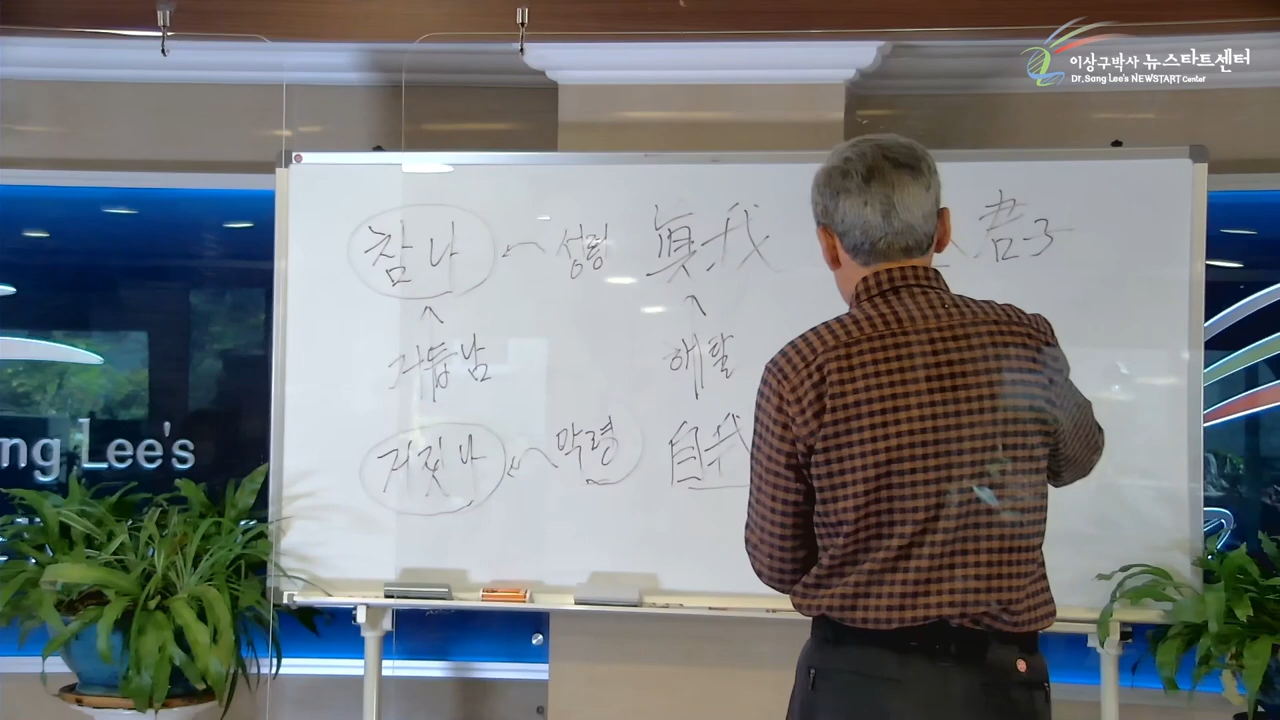 이상구박사 뉴스타트센터
Dr. Sang Lee's NEWSTART Center
참나 성령 眞我 君子
거듭남 해탈
거짓나 악령 自我
ng Lee's